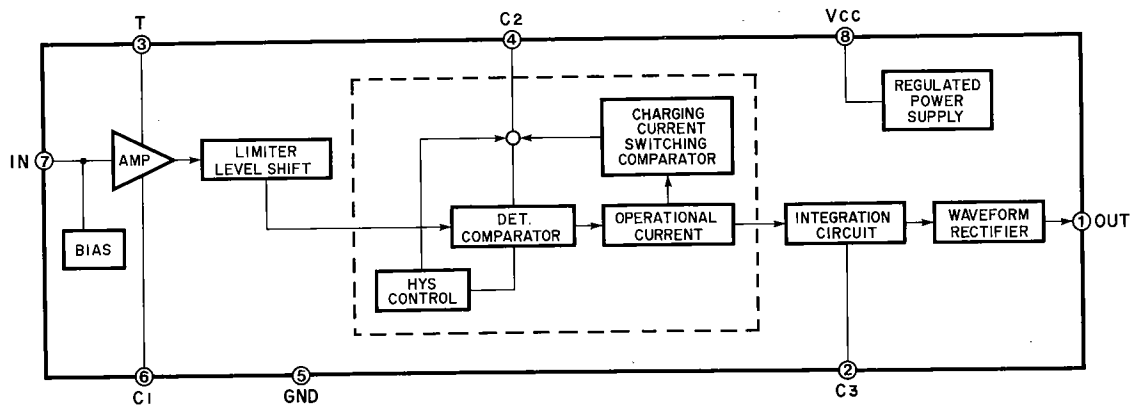 T
C2
VCC
3
4
8
REGULATED
POWER
SUPPLY
CHARGING
CURRENT
SWITCHING
COMPARATOR
IN 7
AMP
LIMITER
LEVEL SHIFT
BIAS
DET.
COMPARATOR
OPERATIONAL
CURRENT
INTEGRATION
CIRCUIT
WAVEFORM
RECTIFIER
1 OUT
HYS
CONTROL
6
5
2
C1
GND
C3